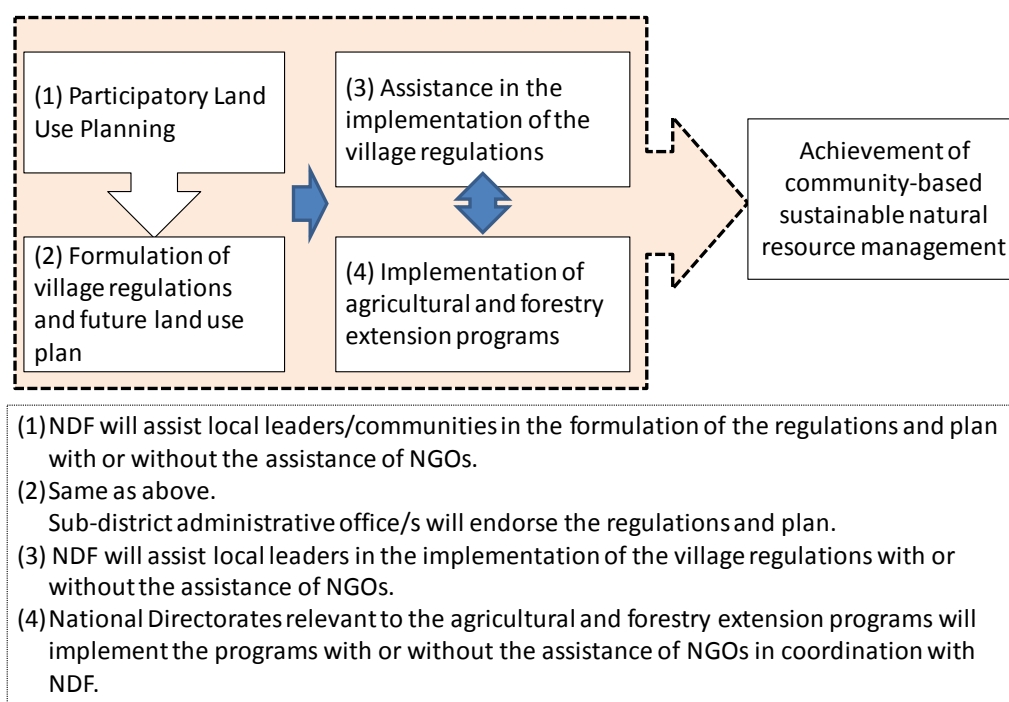 (1) Participatory Land
Use Planning
(2) Formulation of
village regulations
and future land use
plan
(3) Assistance in the
implementation of the
village regulations
(4) Implementation of
agricultural and forestry
extension programs
Achievement of
community-based
sustainable natural
resource management
(1) NDF will assist local leaders/communities in the formulation of the regulations and plan
with or without the assistance of NGOs.
(2) Same as above.
Sub-district administrative office/s will endorse the regulations and plan.
(3) NDF will assist local leaders in the implementation of the village regulations with or
without the assistance of NGOs.
(4) National Directorates relevant to the agricultural and forestry extension programs will
implement the programs with or without the assistance of NGOs in coordination with
NDF.